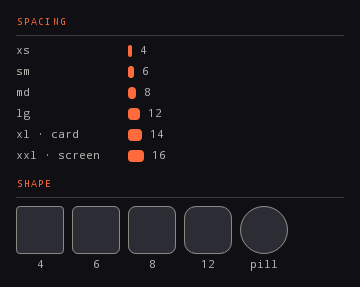 SPACING
xs 4
sm 6
md 8
lg 12
xl · card 14
xxl · screen 16
SHAPE
4 6 8 12 pill